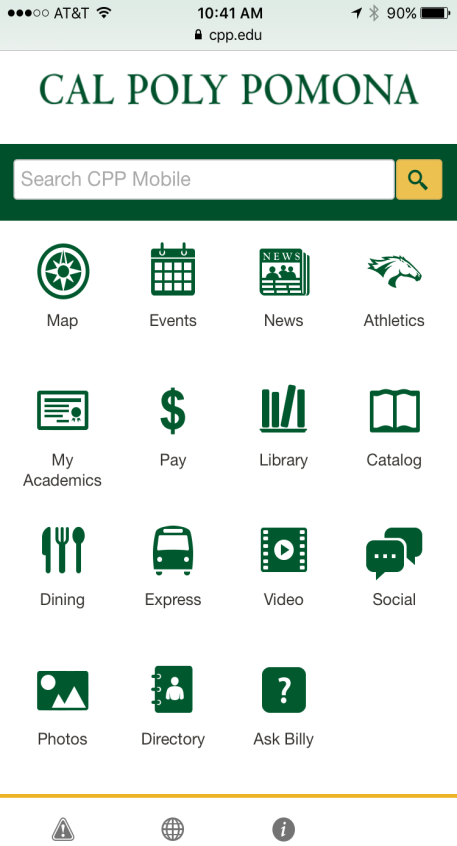 AT&T 10:41 AM 90%
cpp.edu
CAL POLY POMONA
Search CPP Mobile
NEWS
Map Events News Athletics
$
My Academics Pay Library Catalog
Dining Express Video Social
?
Photos Directory Ask Billy
i